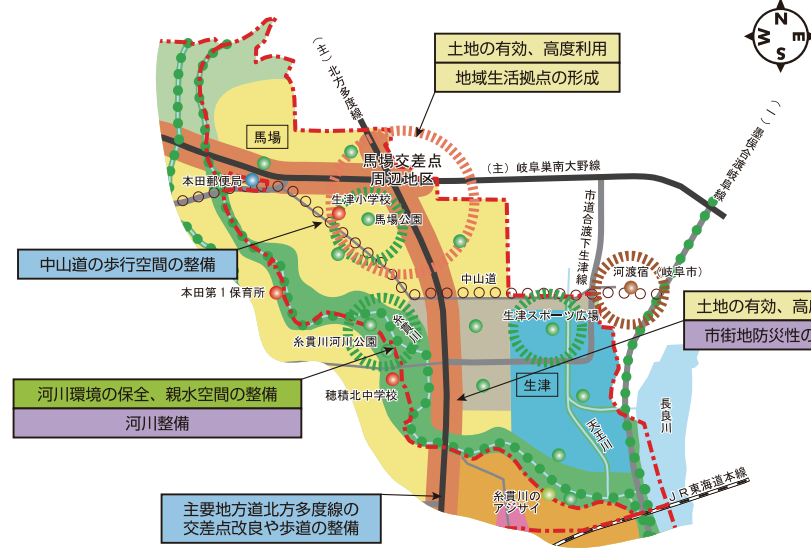 N
E
S
W
土地の有効、高度利用
地域生活拠点の形成
(主)北方多度線
(一)墨俣合渡岐阜線
馬場
馬場交差点
周辺地区
(主)岐阜巣南大野線
本田郵便局
生津小学校
馬場公園
市道合渡下生津線
中山道の歩行空間の整備
中山道
河渡宿(岐阜市)
本田第1保育所
土地の有効、高
市街地防災性の
生津スポーツ広場
糸貫川
糸貫川河川公園
河川環境の保全、親水空間の整備
河川整備
穂積北中学校
生津
長良川
天王川
主要地方道北方多度線の
交差点改良や歩道の整備
糸貫川の
アジサイ
JR東海道本線